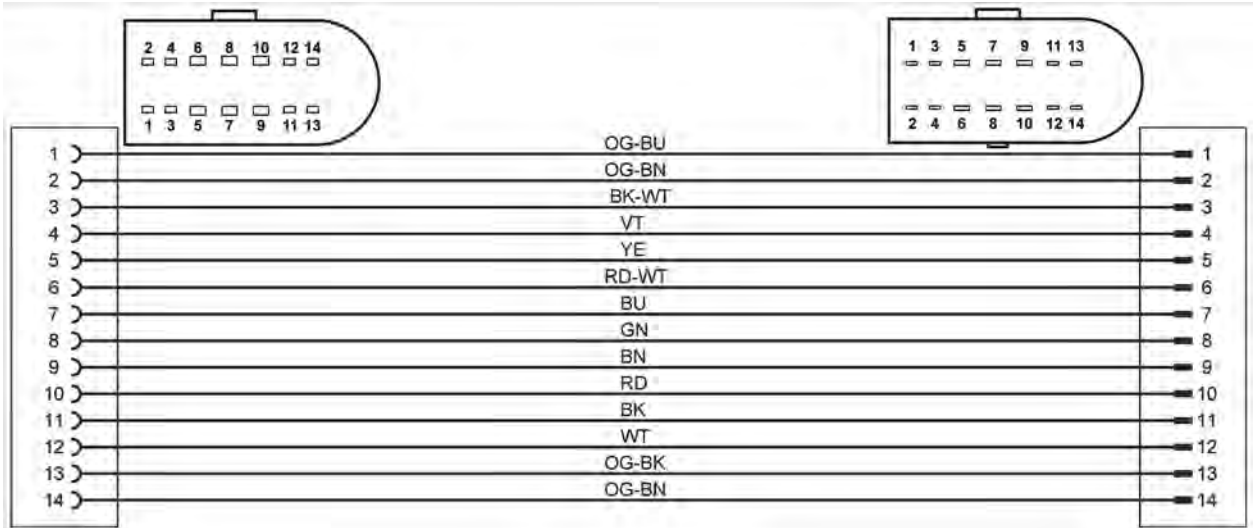 2 4 6 8 10 12 14
1 3 5 7 9 11 13
1 3 5 7 9 11 13
2 4 6 8 10 12 14
1 OG-BU 1
2 OG-BN 2
3 BK-WT 3
4 VT 4
5 YE 5
6 RD-WT 6
7 BU 7
8 GN 8
9 BN 9
10 RD 10
11 BK 11
12 WT 12
13 OG-BK 13
14 OG-BN 14